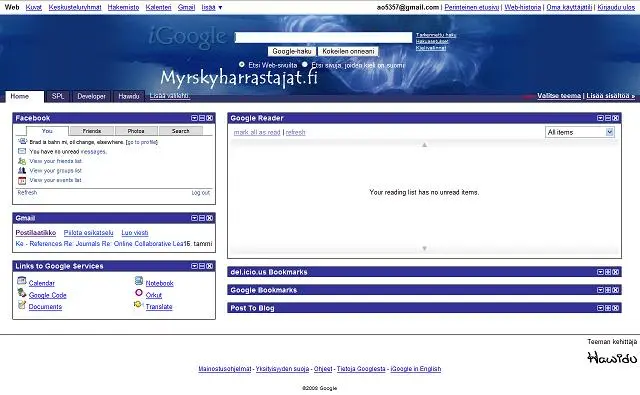 Web Kuvat Keskusteluryhmät Hakemisto Kalenteri Gmail lisää ▼ ao5357@gmail.com | Perinteinen etusivu | Web-historia | Oma käyttäjätili | Kirjaudu ulos
iGoogle
Tarkennettu haku
Hakuasetukset
Kielivalinnat
Google-haku Kokeilen onneani
Etsi Web-sivuilta Etsi sivuja, joiden kieli on suomi
Myrskyharrastajat.fi
Home SPL Developer Hawidu Lisää välilehti. Valitse teema | Lisää sisältöä »
Facebook
You Friends Photos Search
Brad is bahn mi, oil change, elsewhere. [go to profile]
You have no unread messages.
View your friends list.
View your groups list
View your events list
Refresh Log out
Gmail
Postilaatikko Piilota esikatselu Luo viesti
Ke - References Re: Journals Re: Online Collaborative Lea 16. tammi
Links to Google Services
Calendar Notebook
Google Code Orkut
Documents Translate
Google Reader
mark all as read | refresh All items
Your reading list has no unread items.
del.icio.us Bookmarks
Google Bookmarks
Post To Blog
Teeman kehittäjä
Hawidu
Mainostusohjelmat - Yksityisyyden suoja - Ohjeet - Tietoja Googlesta - iGoogle in English
©2008 Google